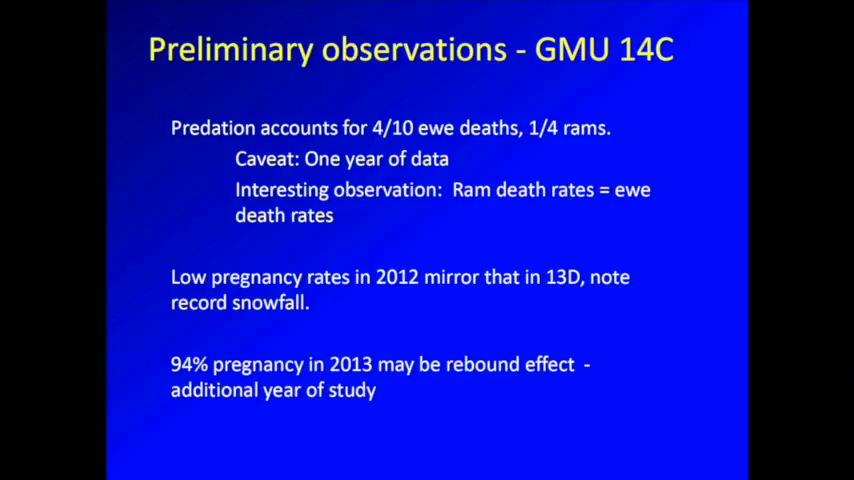 Preliminary observations - GMU 14C
Predation accounts for 4/10 ewe deaths, 1/4 rams.
Caveat: One year of data
Interesting observation:  Ram death rates = ewe
death rates
Low pregnancy rates in 2012 mirror that in 13D, note
record snowfall.
94% pregnancy in 2013 may be rebound effect  -
additional year of study